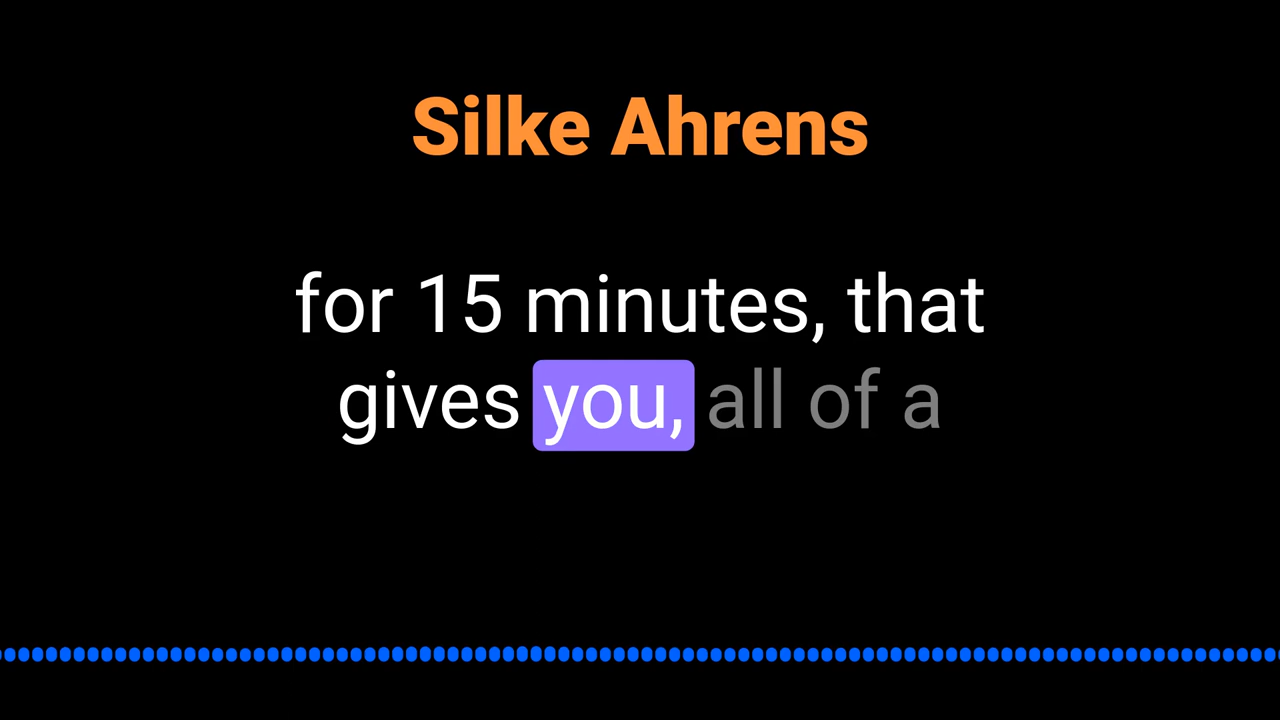 Silke Ahrens
for 15 minutes, that
gives you, all of a